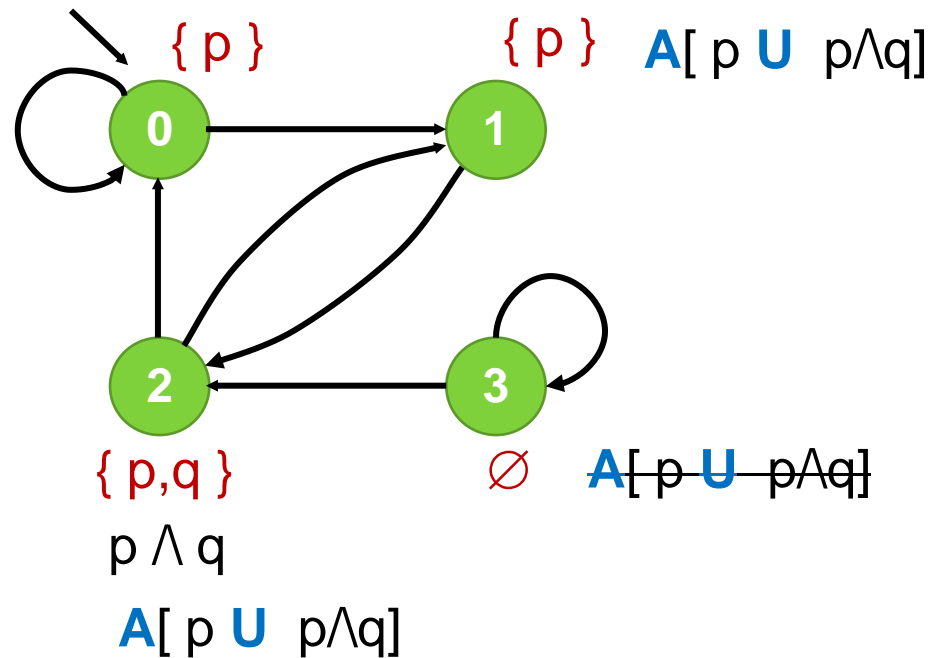 { p }
{ p }
A[ p U p/\q]
0
1
2
3
{ p,q }
∅
A[ p U p/\q]
p /\ q
A[ p U p/\q]